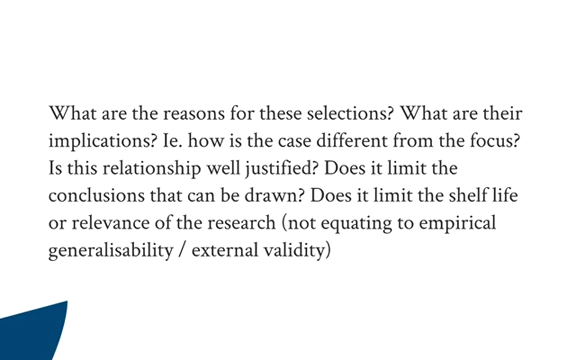 What are the reasons for these selections? What are their
implications? Ie. how is the case different from the focus?
Is this relationship well justified? Does it limit the
conclusions that can be drawn? Does it limit the shelf life
or relevance of the research (not equating to empirical
generalisability / external validity)